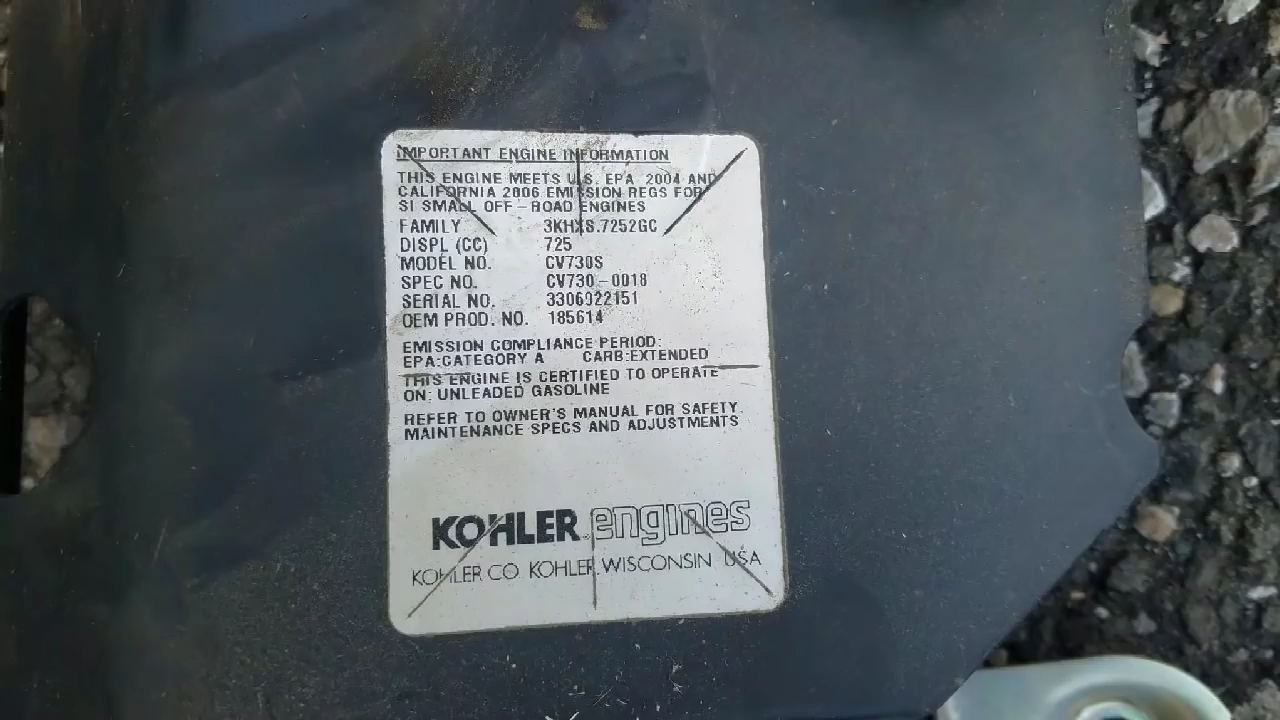 IMPORTANT ENGINE INFORMATION
THIS ENGINE MEETS U.S. EPA 2004 AND
CALIFORNIA 2006 EMISSION REGS FOR
SI SMALL OFF-ROAD ENGINES
FAMILY 3KHXS.7252GC
DISPL (CC) 725
MODEL NO. CV730S
SPEC NO. CV730-0018
SERIAL NO. 3306922151
OEM PROD. NO. 185614
EMISSION COMPLIANCE PERIOD:
EPA:CATEGORY A CARB:EXTENDED
THIS ENGINE IS CERTIFIED TO OPERATE
ON: UNLEADED GASOLINE
REFER TO OWNER'S MANUAL FOR SAFETY,
MAINTENANCE SPECS AND ADJUSTMENTS
KOHLER engines
KOHLER CO. KOHLER, WISCONSIN USA